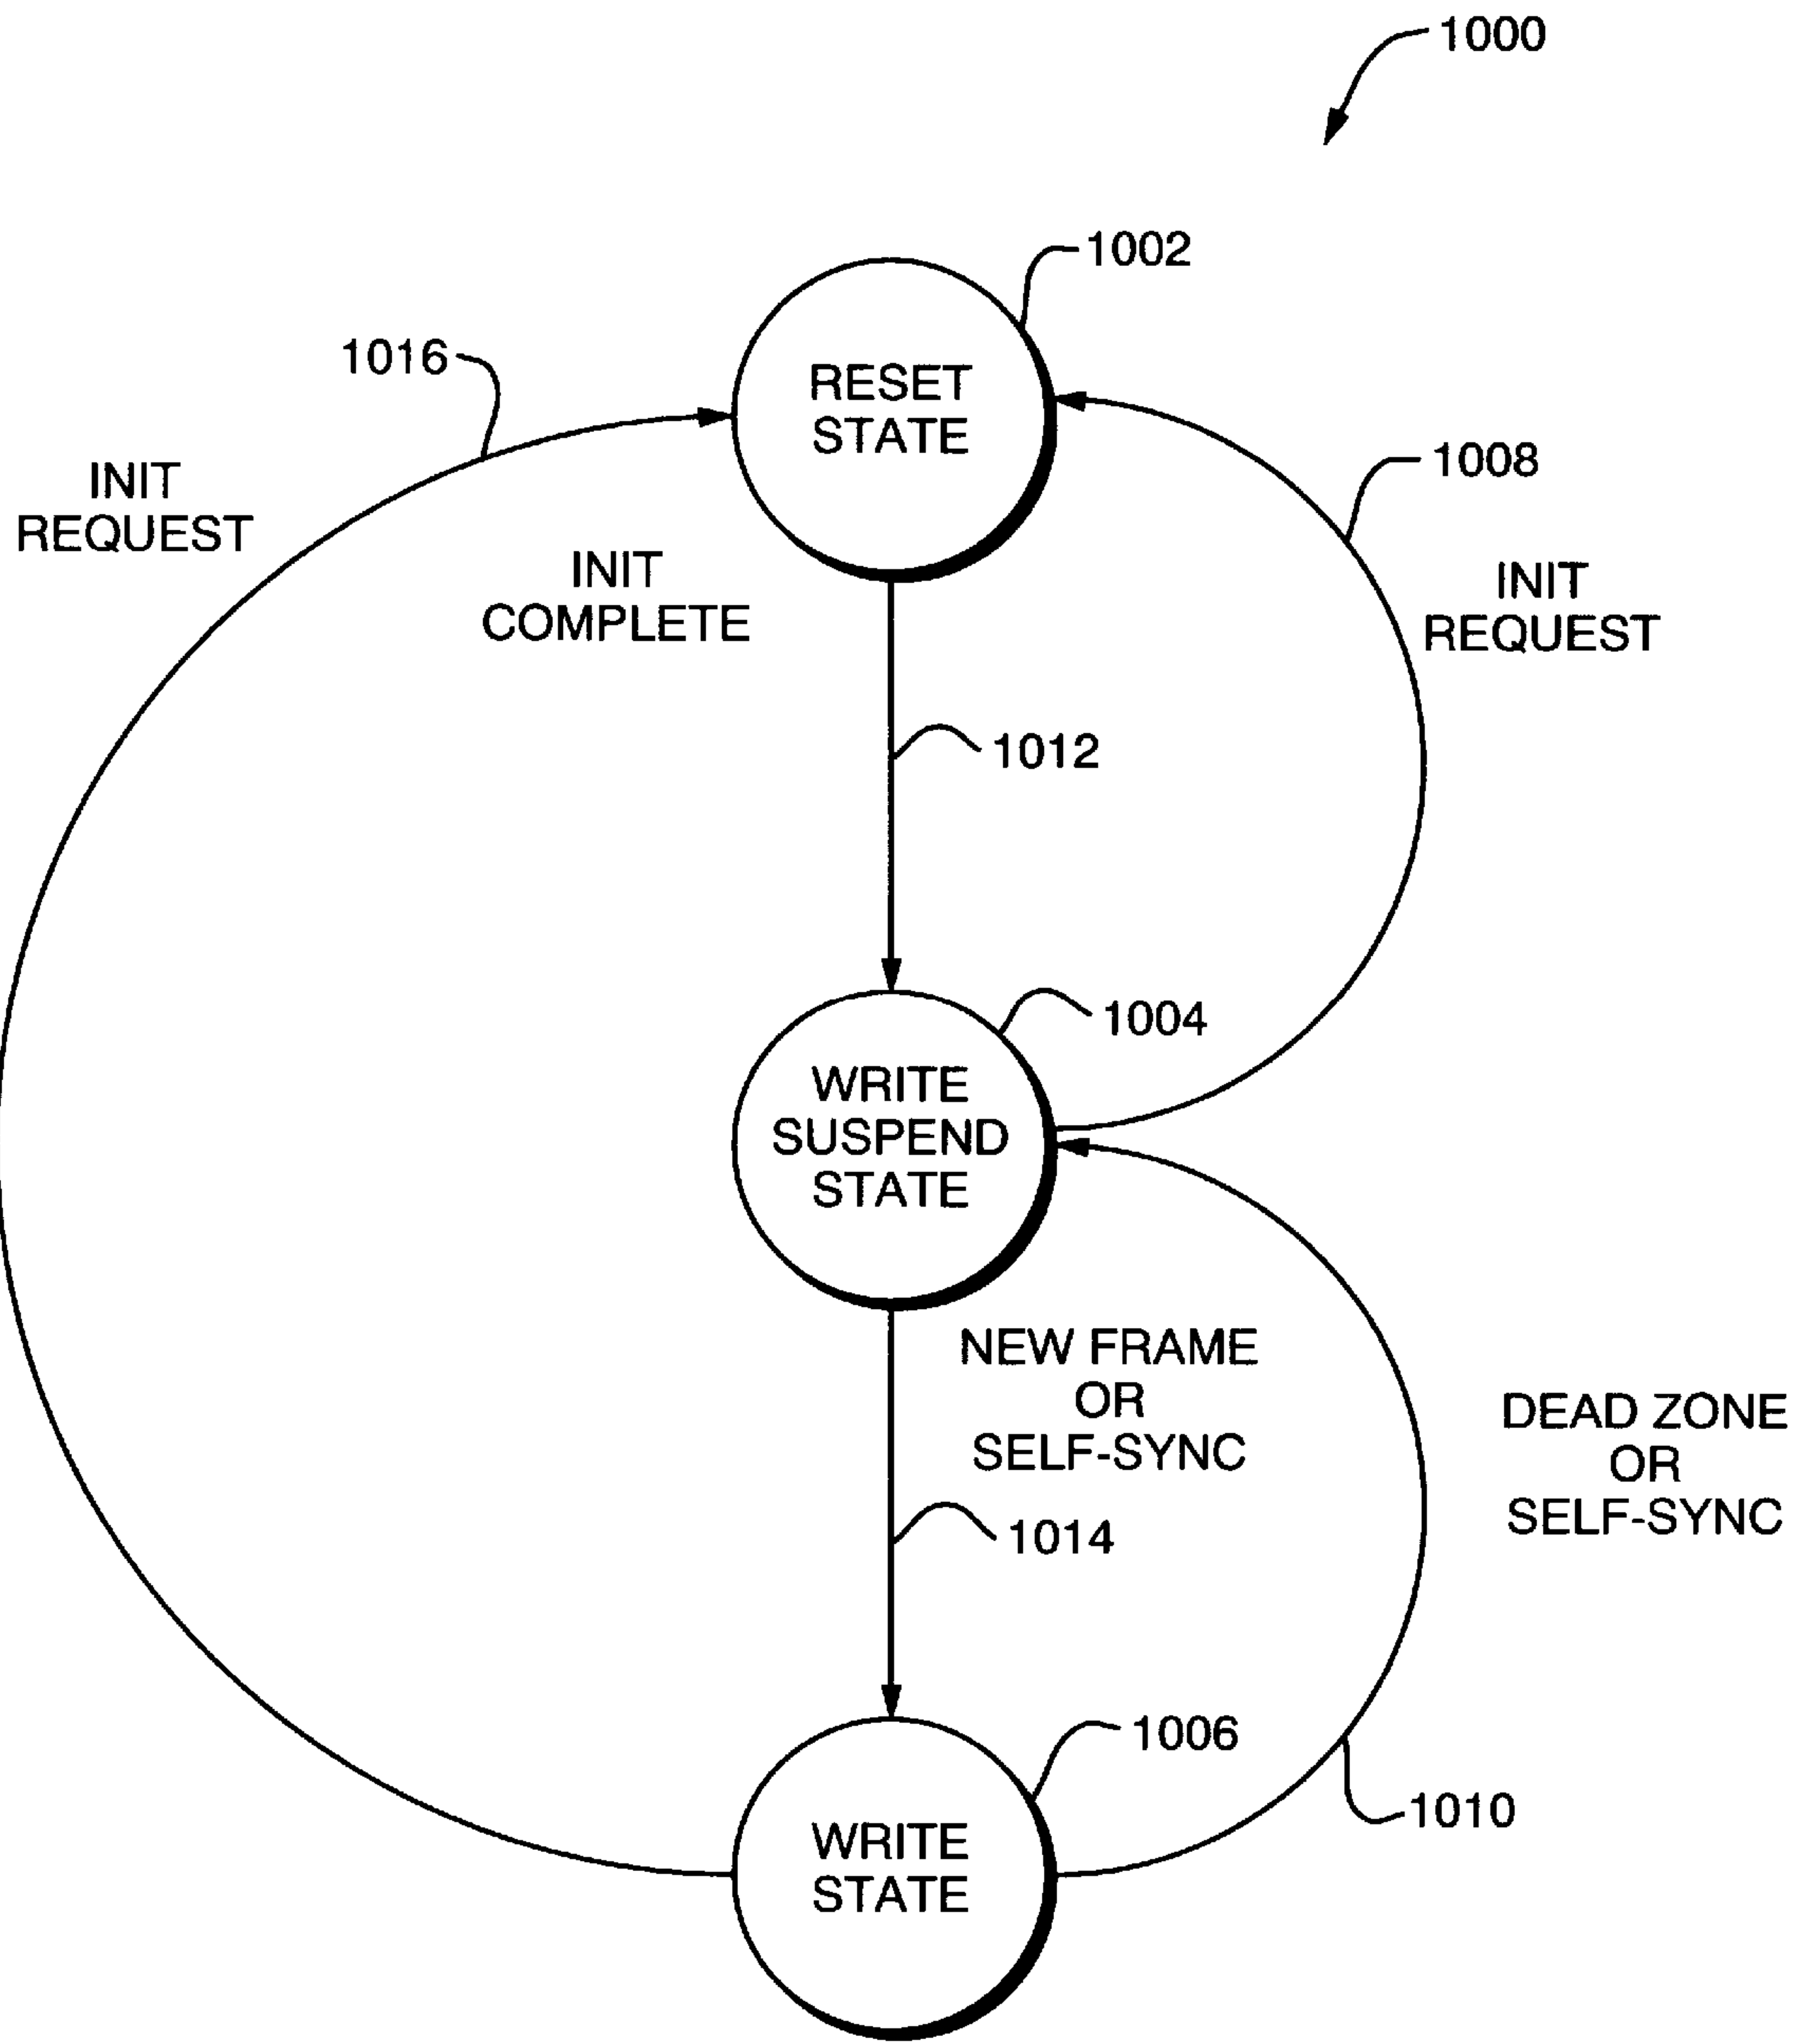 1000
1002
1016
RESET
STATE
1008
INIT
REQUEST
INIT
COMPLETE
INIT
REQUEST
1012
1004
WRITE
SUSPEND
STATE
NEW FRAME
OR
SELF-SYNC
DEAD ZONE
OR
SELF-SYNC
1014
1006
1010
WRITE
STATE